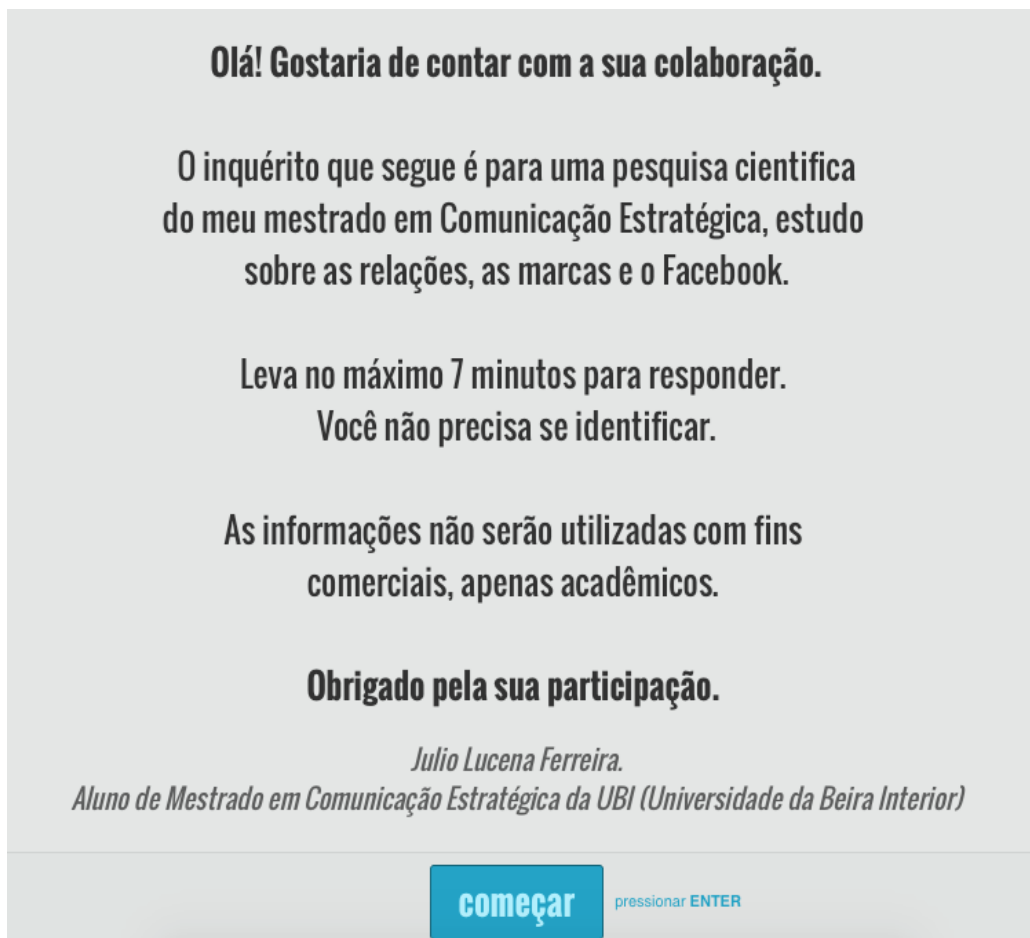 Olá! Gostaria de contar com a sua colaboração.
O inquérito que segue é para uma pesquisa cientifica
do meu mestrado em Comunicação Estratégica, estudo
sobre as relações, as marcas e o Facebook.
Leva no máximo 7 minutos para responder.
Você não precisa se identificar.
As informações não serão utilizadas com fins
comerciais, apenas acadêmicos.
Obrigado pela sua participação.
Julio Lucena Ferreira.
Aluno de Mestrado em Comunicação Estratégica da UBI (Universidade da Beira Interior)
começar pressionar ENTER